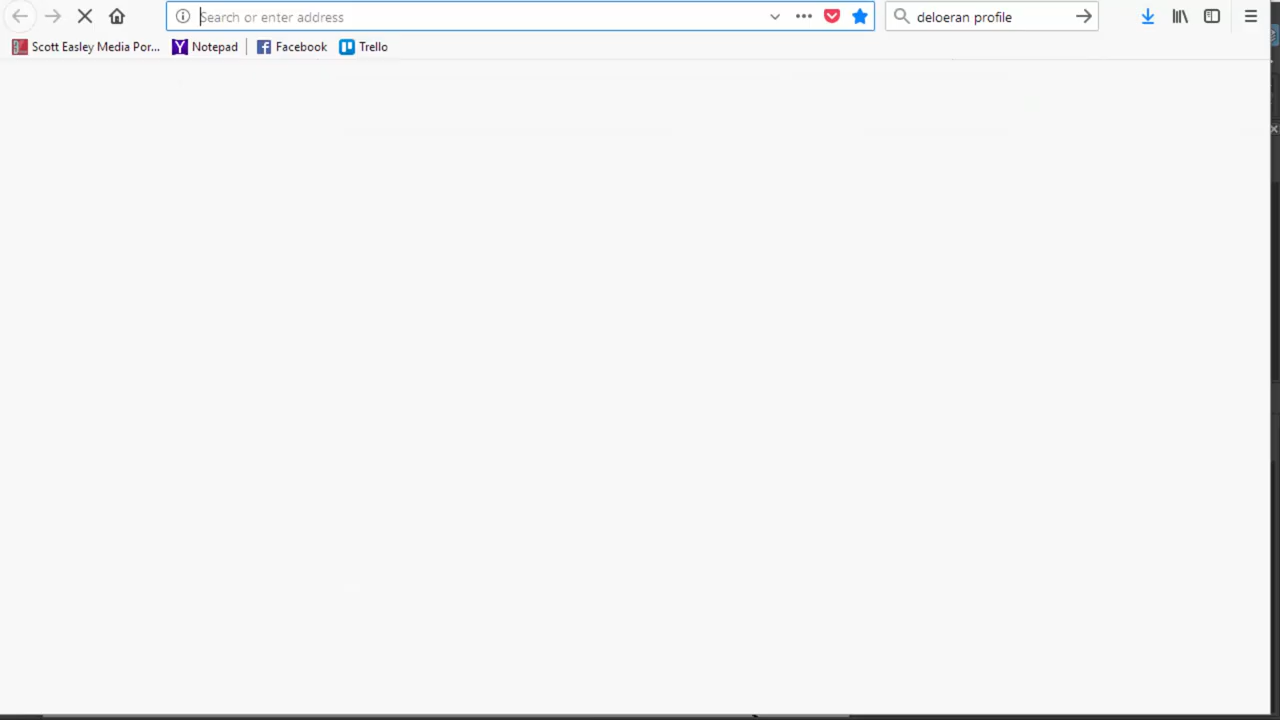 Search or enter address
deloeran profile
Scott Easley Media Por...
Notepad
Facebook
Trello